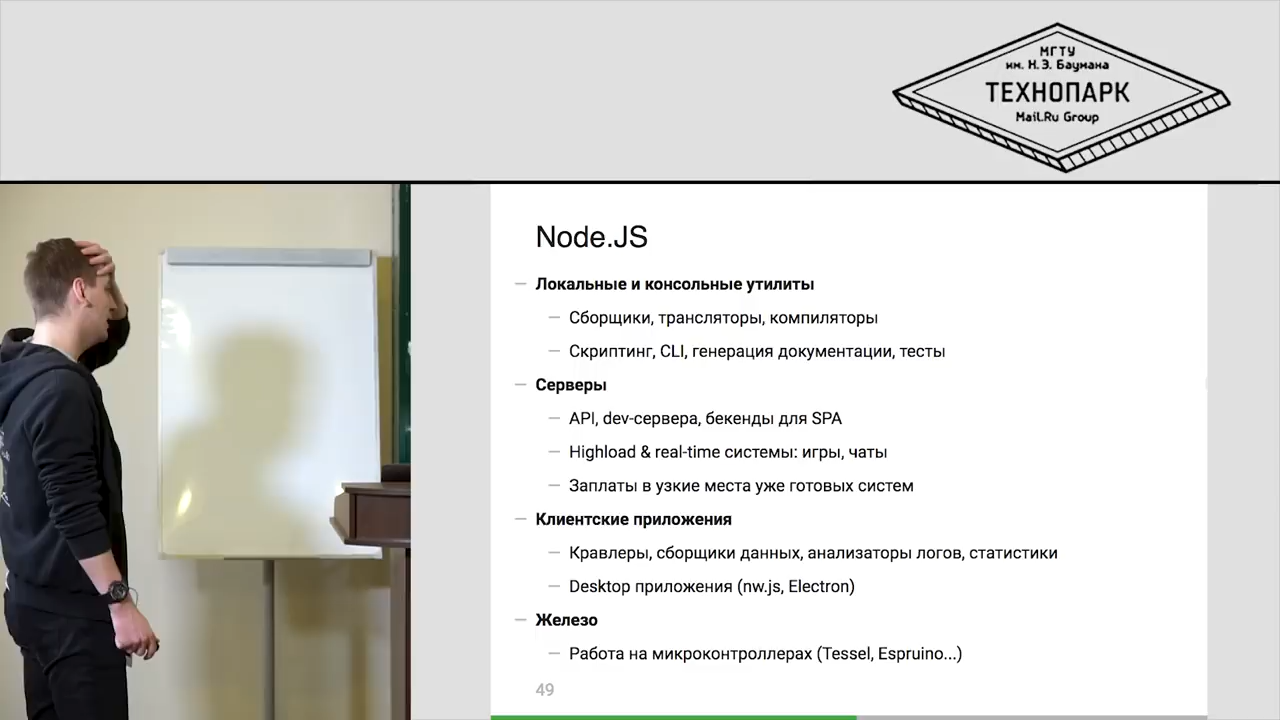 МГТУ
им. Н.Э. Баумана
ТЕХНОПАРК
Mail.Ru Group
Node.JS
— Локальные и консольные утилиты
— Сборщики, трансляторы, компиляторы
— Скриптинг, CLI, генерация документации, тесты
— Серверы
— API, dev-сервера, бекенды для SPA
— Highload & real-time системы: игры, чаты
— Заплаты в узкие места уже готовых систем
— Клиентские приложения
— Кравлеры, сборщики данных, анализаторы логов, статистики
— Desktop приложения (nw.js, Electron)
— Железо
— Работа на микроконтроллерах (Tessel, Espruino...)
49